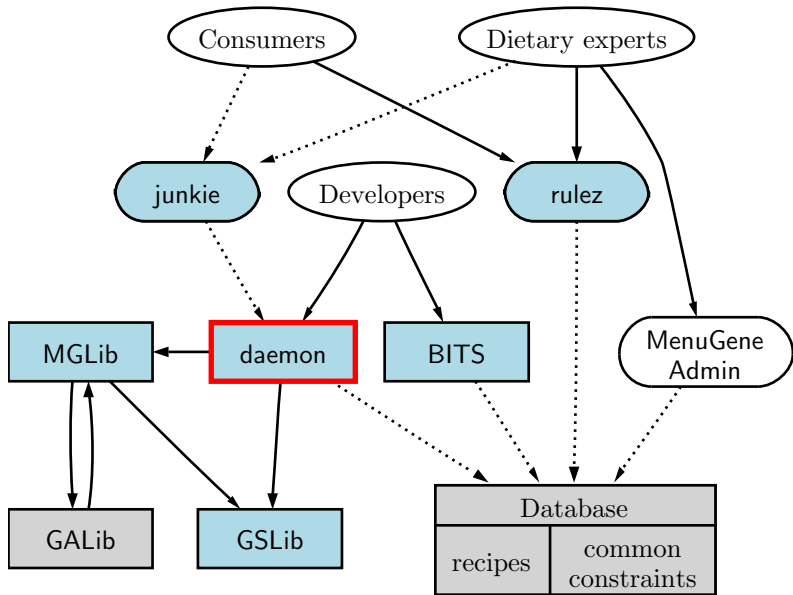 Consumers
Dietary experts
junkie
Developers
rulez
MGLib
daemon
BITS
MenuGene
Admin
GALib
GSLib
Database
recipes
common
constraints